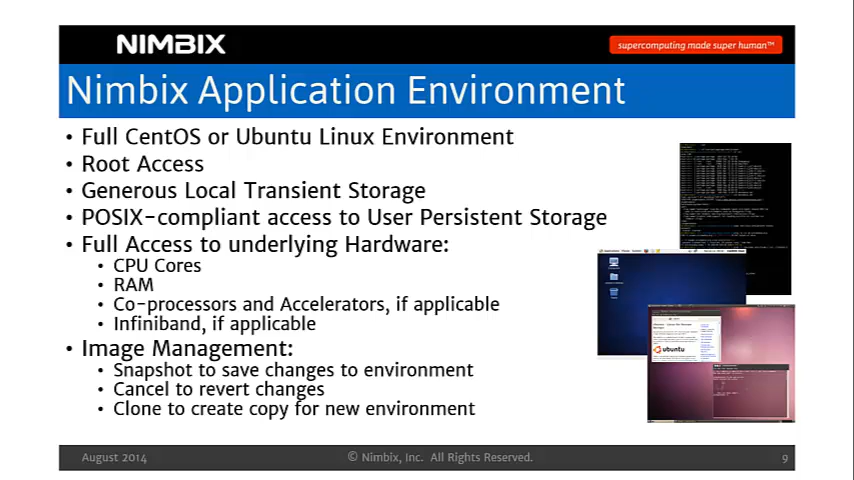 NIMBIX
supercomputing made super human™
Nimbix Application Environment
• Full CentOS or Ubuntu Linux Environment
• Root Access
• Generous Local Transient Storage
• POSIX-compliant access to User Persistent Storage
• Full Access to underlying Hardware:
• CPU Cores
• RAM
• Co-processors and Accelerators, if applicable
• Infiniband, if applicable
• Image Management:
• Snapshot to save changes to environment
• Cancel to revert changes
• Clone to create copy for new environment
ubuntu
August 2014
© Nimbix, Inc. All Rights Reserved.
9